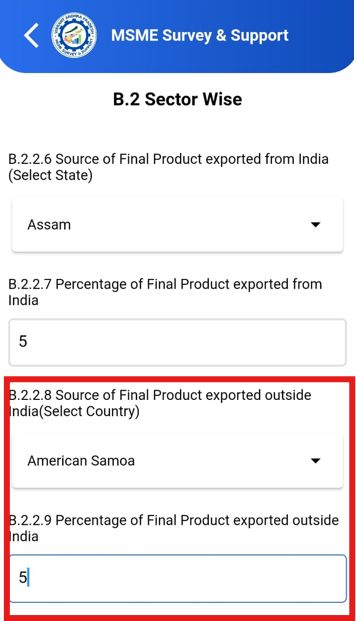 MSME Survey & Support
B.2 Sector Wise
B.2.2.6 Source of Final Product exported from India
(Select State)
Assam
B.2.2.7 Percentage of Final Product exported from
India
5
B.2.2.8 Source of Final Product exported outside
India(Select Country)
American Samoa
B.2.2.9 Percentage of Final Product exported outside
India
5